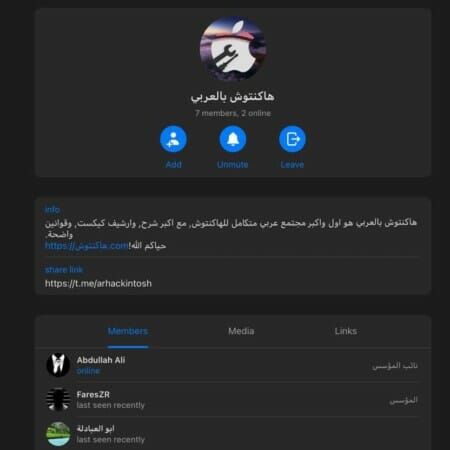 هاكنتوش بالعربي
7 members, 2 online
Add Unmute Leave
info
هاكنتوش بالعربي هو اول واكبر مجتمع عربي متكامل للهاكنتوش, مع اكبر شرح, وارشيف كيكست, وقوانين
واضحة.
حياكم الله!https://هاكنتوش.com
share link
https://t.me/arhackintosh
Members Media Links
Abdullah Ali
online
نائب المؤسس
FaresZR
last seen recently
المؤسس
ابو العبادلة
last seen recently